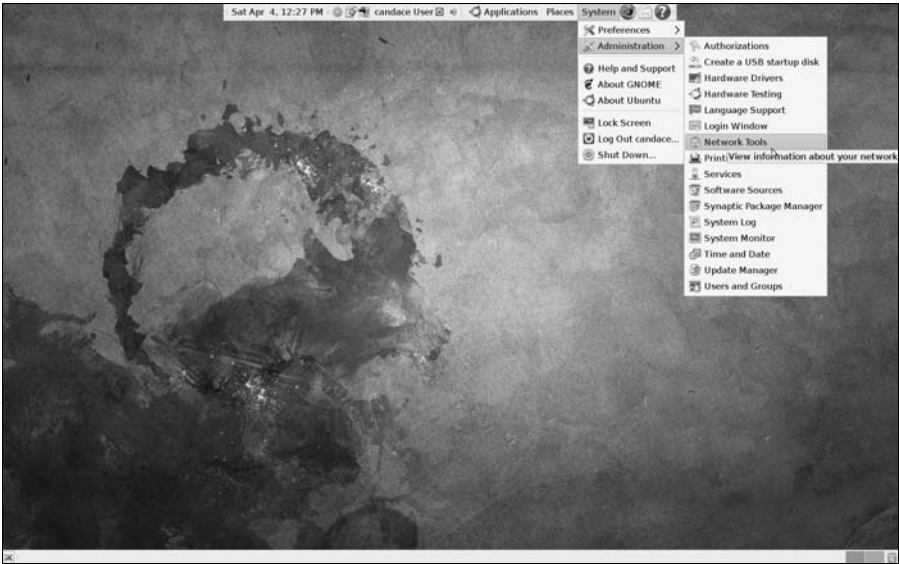 Sat Apr 4, 12:27 PM candace User Applications Places System
Preferences
Administration
Help and Support
About GNOME
About Ubuntu
Lock Screen
Log Out candace...
Shut Down...
Authorizations
Create a USB startup disk
Hardware Drivers
Hardware Testing
Language Support
Login Window
Network Tools
Print
View information about your network
Services
Software Sources
Synaptic Package Manager
System Log
System Monitor
Time and Date
Update Manager
Users and Groups